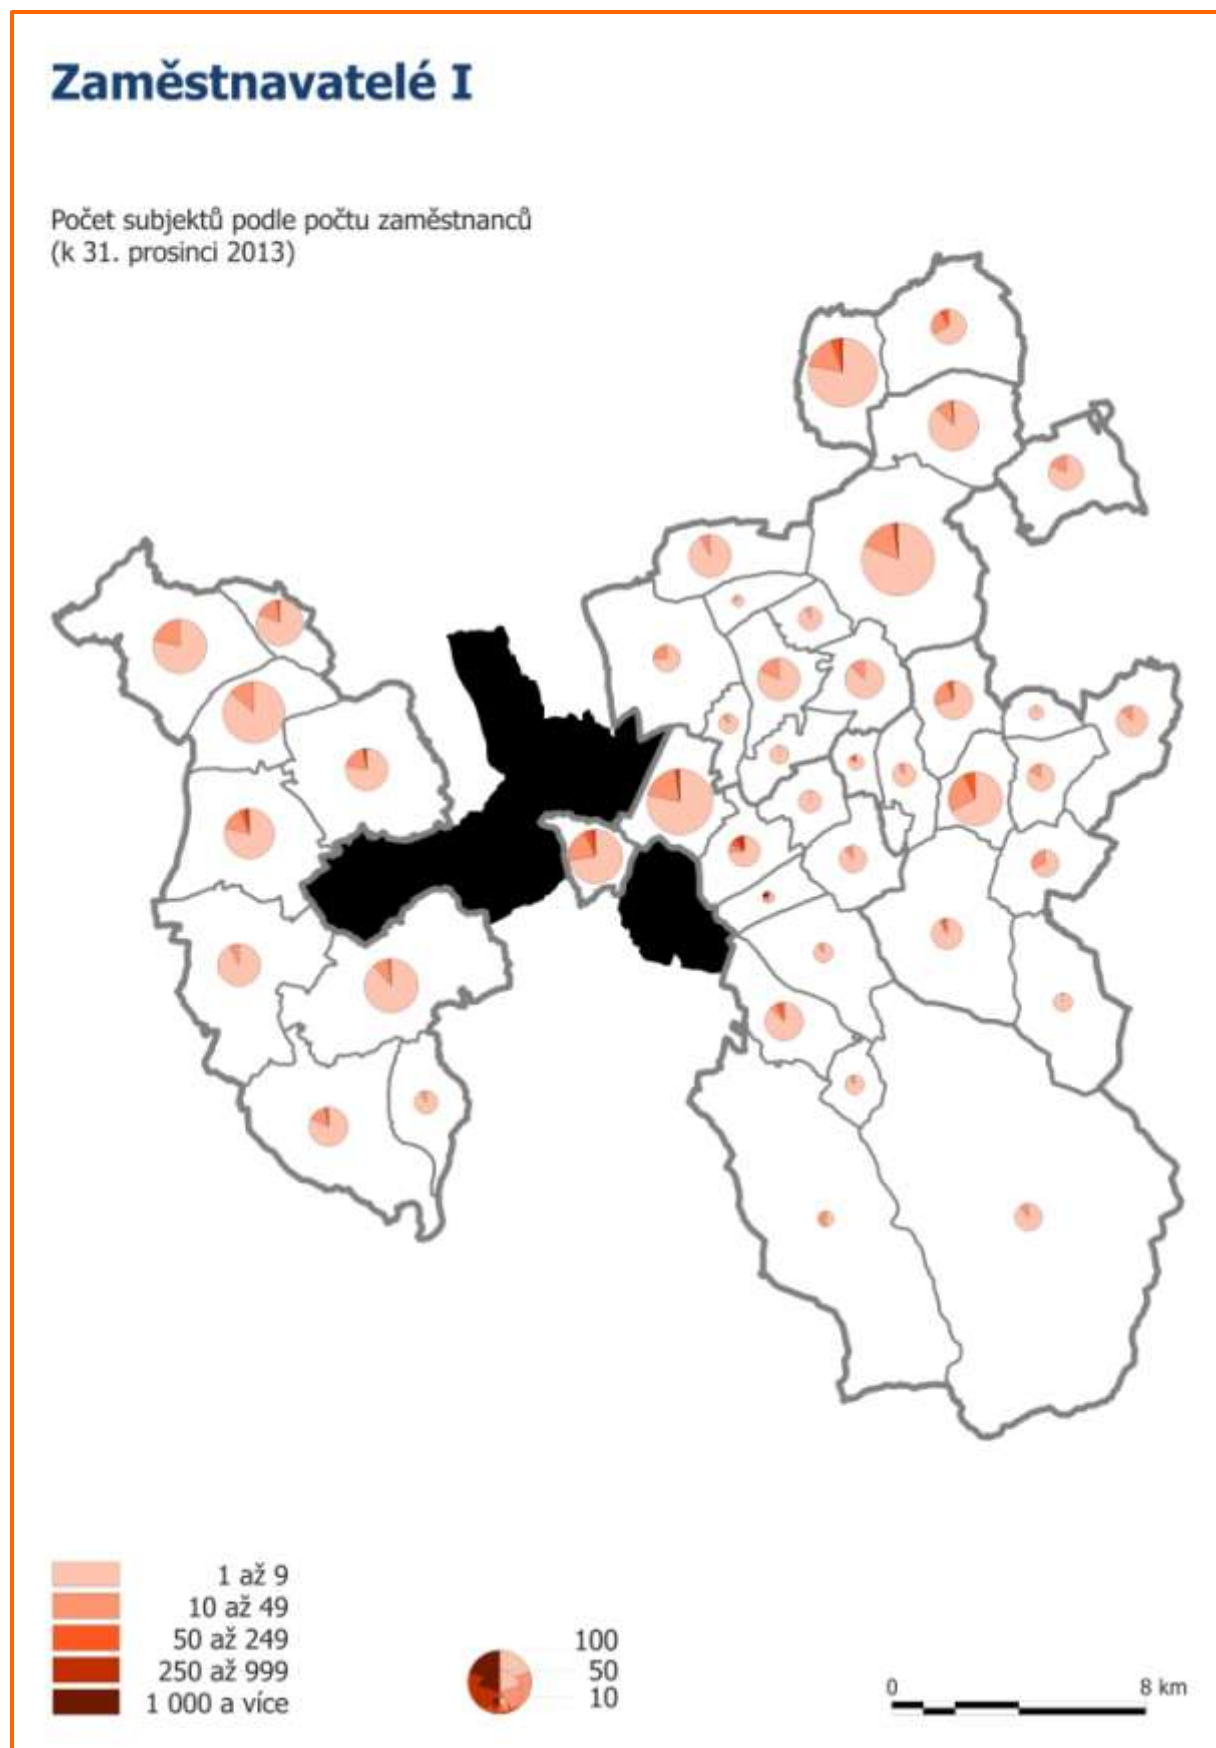 Zaměstnavatelé I
Počet subjektů podle počtu zaměstnanců
(k 31. prosinci 2013)
1 až 9
10 až 49
50 až 249
250 až 999
1 000 a více
100
50
10
0 8 km